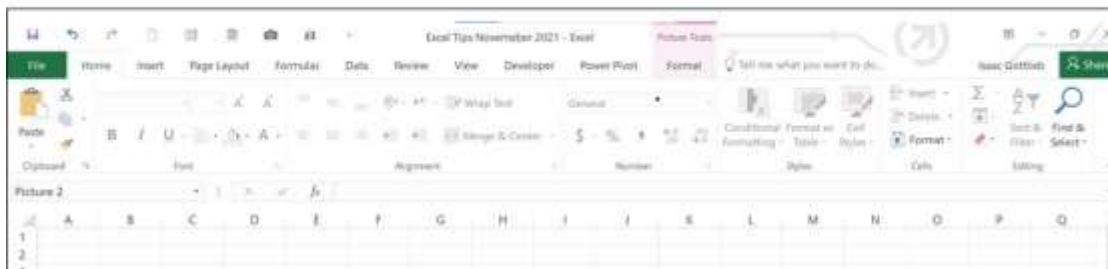 Excel Tips Novemeber 2021 - Excel Picture Tools
File Home Insert Page Layout Formulas Data Review View Developer Power Pivot Format Tell me what you want to do... Isaac Gottlieb Share
Wrap Text General Insert
Paste B I U A Merge & Center $ % Conditional Format as Cell Delete Sort & Find &
Formatting Table Styles Format Filter Select
Clipboard Font Alignment Number Styles Cells Editing
Picture 2 fx
A B C D E F G H I J K L M N O P Q
1
2